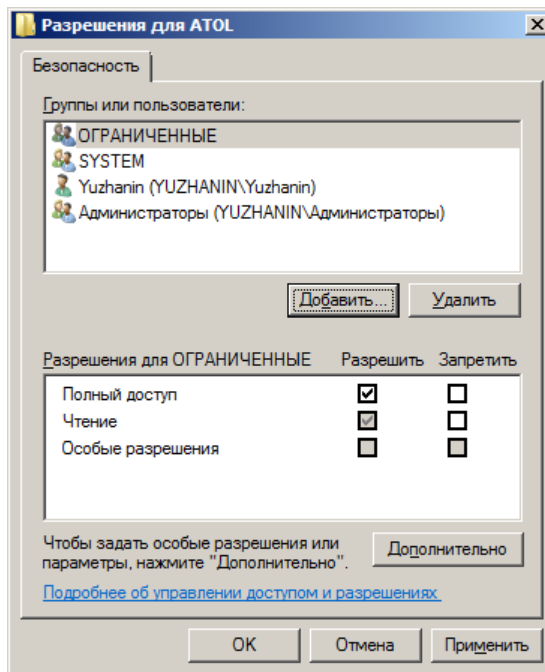 Разрешения для ATOL
Безопасность
Группы или пользователи:
ОГРАНИЧЕННЫЕ
SYSTEM
Yuzhanin (YUZHANIN\Yuzhanin)
Администраторы (YUZHANIN\Администраторы)
Добавить... Удалить
Разрешения для ОГРАНИЧЕННЫЕ Разрешить Запретить
Полный доступ
Чтение
Особые разрешения
Чтобы задать особые разрешения или
параметры, нажмите "Дополнительно". Дополнительно
Подробнее об управлении доступом и разрешениях
OK Отмена Применить